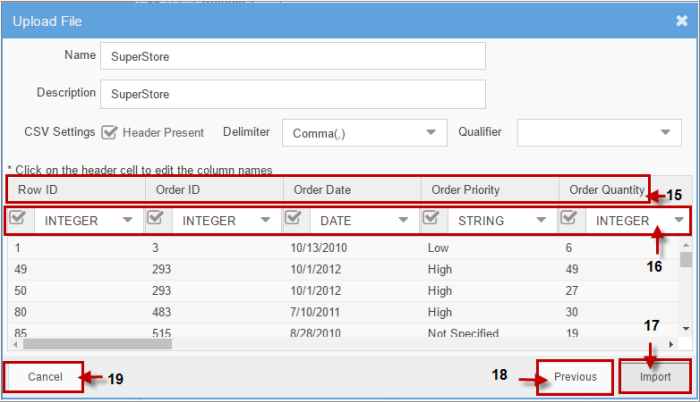 Upload File
Name SuperStore
Description SuperStore
CSV Settings Header Present Delimiter Comma(,) Qualifier
* Click on the header cell to edit the column names
Row ID Order ID Order Date Order Priority Order Quantity 15
INTEGER INTEGER DATE STRING INTEGER
16
1 3 10/13/2010 Low 6
49 293 10/1/2012 High 49
50 293 10/1/2012 High 27
80 483 7/10/2011 High 30
85 515 8/28/2010 Not Specified 19
17
Cancel 19 18 Previous Import